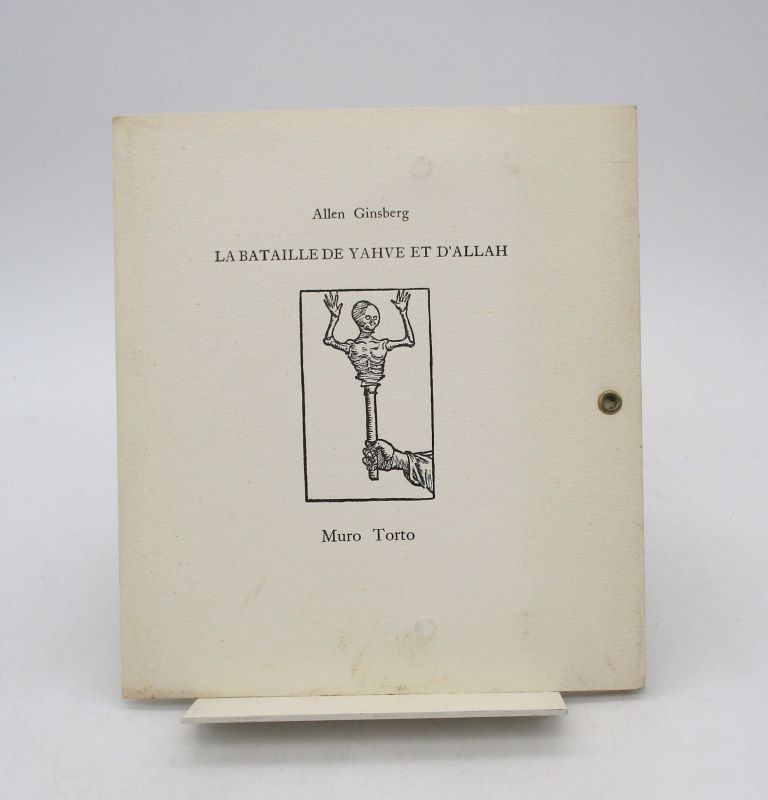 Allen Ginsberg
LA BATAILLE DE YAHVE ET D'ALLAH
Muro Torto